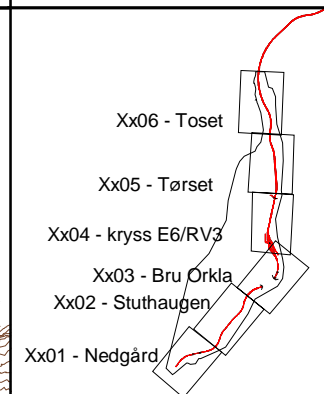 Xx06 - Toset
Xx05 - Tørset
Xx04 - kryss E6/RV3
Xx03 - Bru Orkla
Xx02 - Stuthaugen
Xx01 - Nedgård